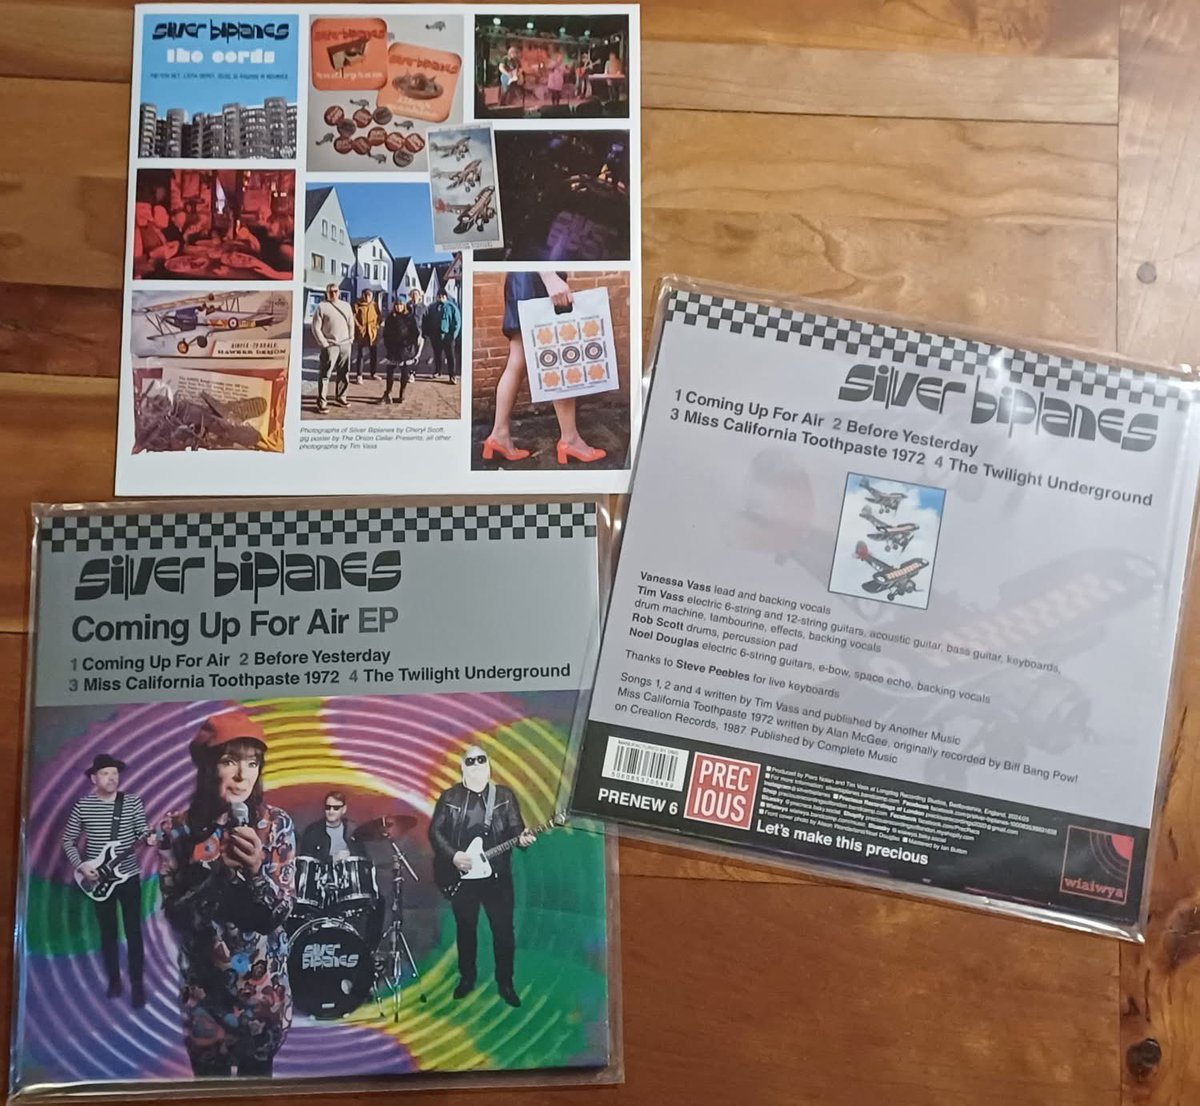 silver biplanes
the cords
silver biplanes
silver biplanes
HAWKER DEMON
Photographs of Silver Biplanes by Cheryl Scott,
gig poster by The Onion Cellar Presents, all other
photographs by Tim Vass
silver biplanes
1 Coming Up For Air 2 Before Yesterday
3 Miss California Toothpaste 1972 4 The Twilight Underground
Vanessa Vass lead and backing vocals
Tim Vass electric 6-string and 12-string guitars, acoustic guitar, bass guitar, keyboards,
drum machine, tambourine, effects, backing vocals
Rob Scott drums, percussion pad
Noel Douglas electric 6-string guitars, e-bow, space echo, backing vocals
Thanks to Steve Peebles for live keyboards
Songs 1, 2 and 4 written by Tim Vass and published by Another Music
Miss California Toothpaste 1972 written by Alan McGee, originally recorded by Biff Bang Pow!
on Creation Records, 1987 Published by Complete Music
PRENEW 6
PREC
IOUS
Let's make this precious
wiaiwya
silver biplanes
Coming Up For Air EP
1 Coming Up For Air 2 Before Yesterday
3 Miss California Toothpaste 1972 4 The Twilight Underground
SILVER
BIPLANES